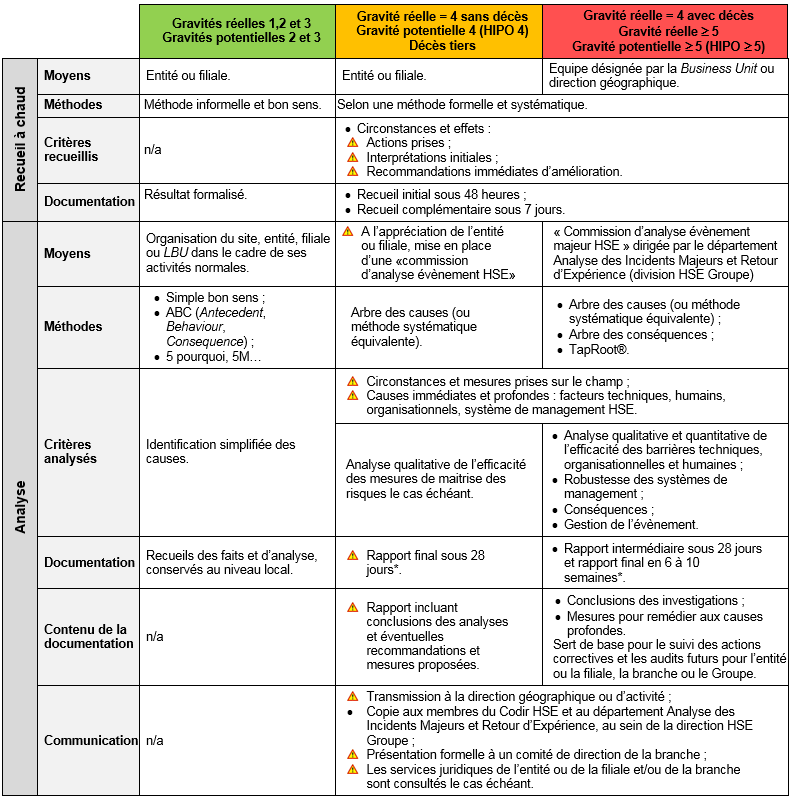 Gravités réelles 1,2 et 3
Gravités potentielles 2 et 3
Gravité réelle = 4 sans décès
Gravité potentielle 4 (HIPO 4)
Décès tiers
Gravité réelle = 4 avec décès
Gravité réelle ≥ 5
Gravité potentielle ≥ 5 (HIPO ≥ 5)
Recueil à chaud
Moyens
Entité ou filiale.
Entité ou filiale.
Equipe désignée par la Business Unit ou
direction géographique.
Méthodes
Méthode informelle et bon sens.
Selon une méthode formelle et systématique.
Critères
recueillis
n/a
• Circonstances et effets :
Actions prises ;
Interprétations initiales ;
Recommandations immédiates d’amélioration.
Documentation
Résultat formalisé.
• Recueil initial sous 48 heures ;
• Recueil complémentaire sous 7 jours.
Analyse
Moyens
Organisation du site, entité, filiale
ou LBU dans le cadre de ses
activités normales.
A l’appréciation de l’entité
ou filiale, mise en place
d’une «commission
d’analyse évènement HSE»
« Commission d’analyse évènement
majeur HSE » dirigée par le département
Analyse des Incidents Majeurs et Retour
d’Expérience (division HSE Groupe)
Méthodes
• Simple bon sens ;
• ABC (Antecedent,
Behaviour,
Consequence) ;
• 5 pourquoi, 5M…
Arbre des causes (ou
méthode systématique
équivalente).
• Arbre des causes (ou méthode
systématique équivalente) ;
• Arbre des conséquences ;
• TapRoot®.
Critères
analysés
Identification simplifiée des
causes.
Circonstances et mesures prises sur le champ ;
Causes immédiates et profondes : facteurs techniques, humains,
organisationnels, système de management HSE.
Analyse qualitative de l’efficacité
des mesures de maitrise des
risques le cas échéant.
• Analyse qualitative et quantitative de
l’efficacité des barrières techniques,
organisationnelles et humaines ;
• Robustesse des systèmes de
management ;
• Conséquences ;
• Gestion de l’évènement.
Documentation
Recueils des faits et d’analyse,
conservés au niveau local.
Rapport final sous 28
jours*.
• Rapport intermédiaire sous 28 jours
et rapport final en 6 à 10
semaines*.
Contenu de la
documentation
n/a
Rapport incluant
conclusions des analyses
et éventuelles
recommandations et
mesures proposées.
• Conclusions des investigations ;
• Mesures pour remédier aux causes
profondes.
Sert de base pour le suivi des actions
correctives et les audits futurs pour l’entité
ou la filiale, la branche ou le Groupe.
Communication
n/a
Transmission à la direction géographique ou d’activité ;
• Copie aux membres du Codir HSE et au département Analyse des
Incidents Majeurs et Retour d’Expérience, au sein de la direction HSE
Groupe ;
Présentation formelle à un comité de direction de la branche ;
Les services juridiques de l’entité ou de la filiale et/ou de la branche
sont consultés le cas échéant.